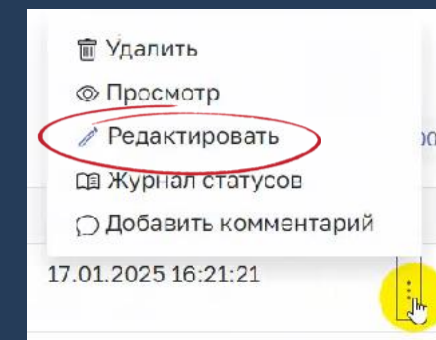 Удалить
Просмотр
Редактировать
Журнал статусов
Добавить комментарий
17.01.2025 16:21:21